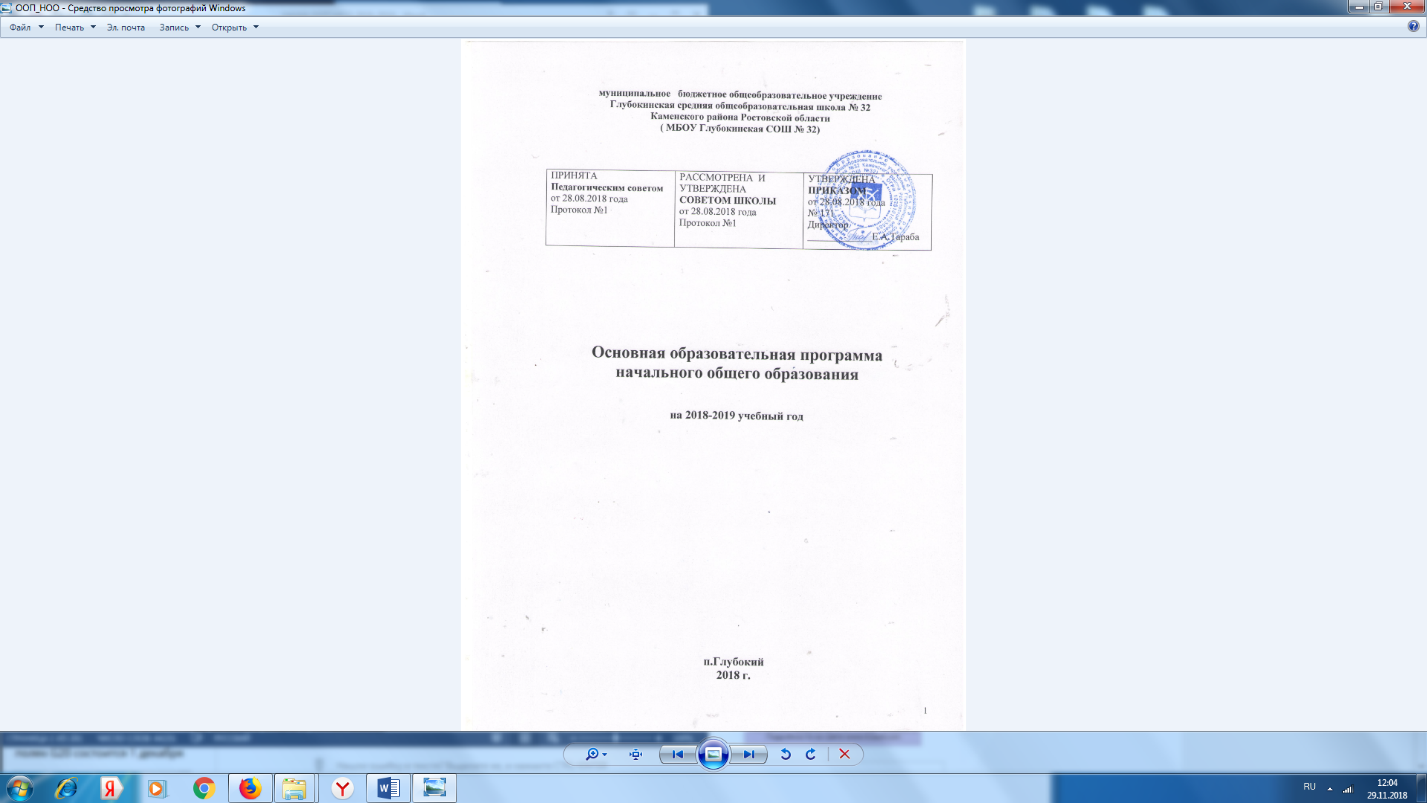 ООП_НОО - Средство просмотра фотографий Windows
Файл Печать Эл. почта Запись Открыть
муниципальное бюджетное общеобразовательное учреждение
Глубокинская средняя общеобразовательная школа № 32
Каменского района Ростовской области
( МБОУ Глубокинская СОШ № 32)
ПРИНЯТА
Педагогическим советом
от 28.08.2018 года
Протокол №1
РАССМОТРЕНА И
УТВЕРЖДЕНА
СОВЕТОМ ШКОЛЫ
от 28.08.2018 года
Протокол №1
УТВЕРЖДЕНА
ПРИКАЗОМ
от 28.08.2018 года
№ 171
Директор
Е.А.Тараба
Основная образовательная программа
начального общего образования
на 2018-2019 учебный год
п.Глубокий
2018 г.
1
RU
12:04
29.11.2018